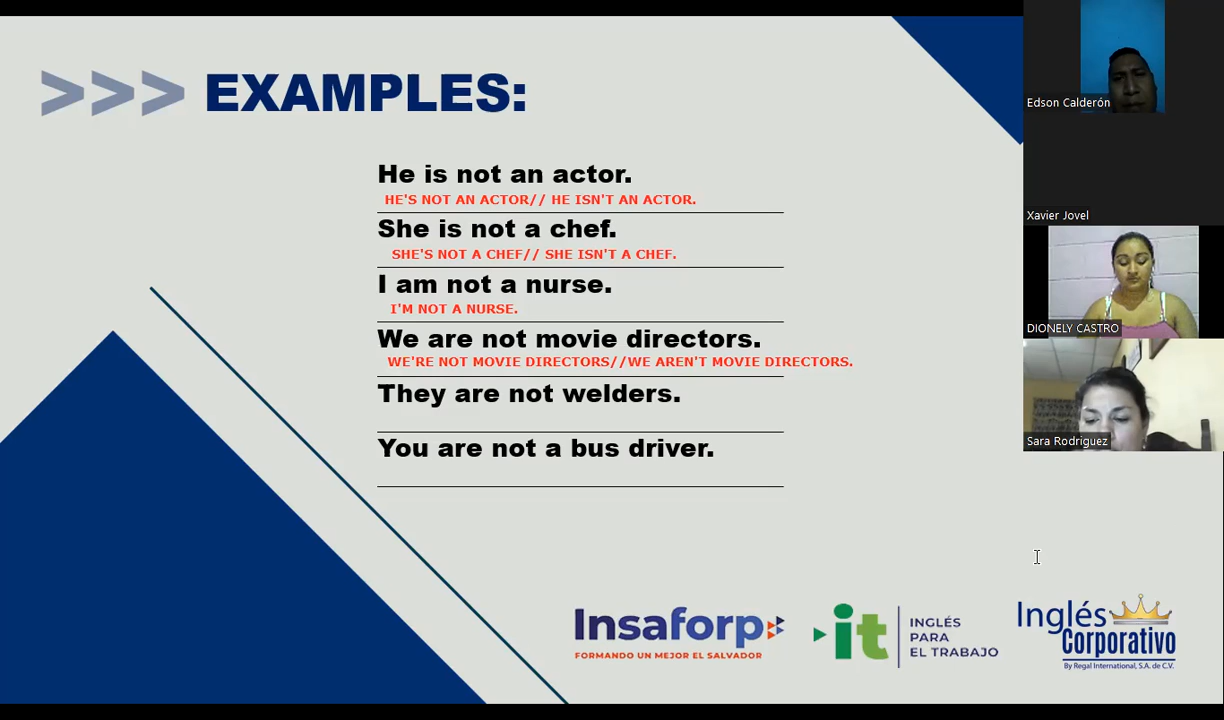 >>> EXAMPLES:
He is not an actor.
HE'S NOT AN ACTOR// HE ISN'T AN ACTOR.
She is not a chef.
SHE'S NOT A CHEF// SHE ISN'T A CHEF.
I am not a nurse.
I'M NOT A NURSE.
We are not movie directors.
WE'RE NOT MOVIE DIRECTORS//WE AREN'T MOVIE DIRECTORS.
They are not welders.
You are not a bus driver.
Insaforp
FORMANDO UN MEJOR EL SALVADOR
it
INGLÉS
PARA
EL TRABAJO
Inglés
Corporativo
By Regal International, S.A. de C.V.
Edson Calderón
Xavier Jovel
DIONELY CASTRO
Sara Rodriguez